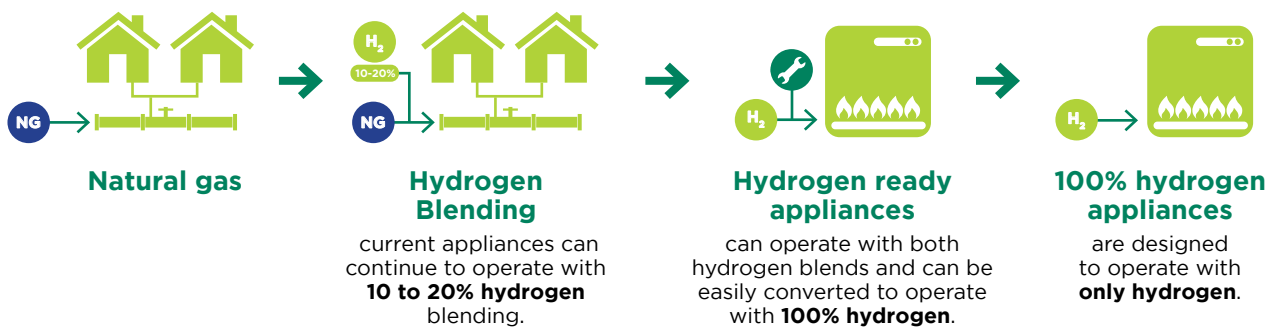 NG
Natural gas
H₂
10-20%
NG
Hydrogen
Blending
current appliances can
continue to operate with
10 to 20% hydrogen
blending.
H₂
Hydrogen ready
appliances
can operate with both
hydrogen blends and can be
easily converted to operate
with 100% hydrogen.
H₂
100% hydrogen
appliances
are designed
to operate with
only hydrogen.